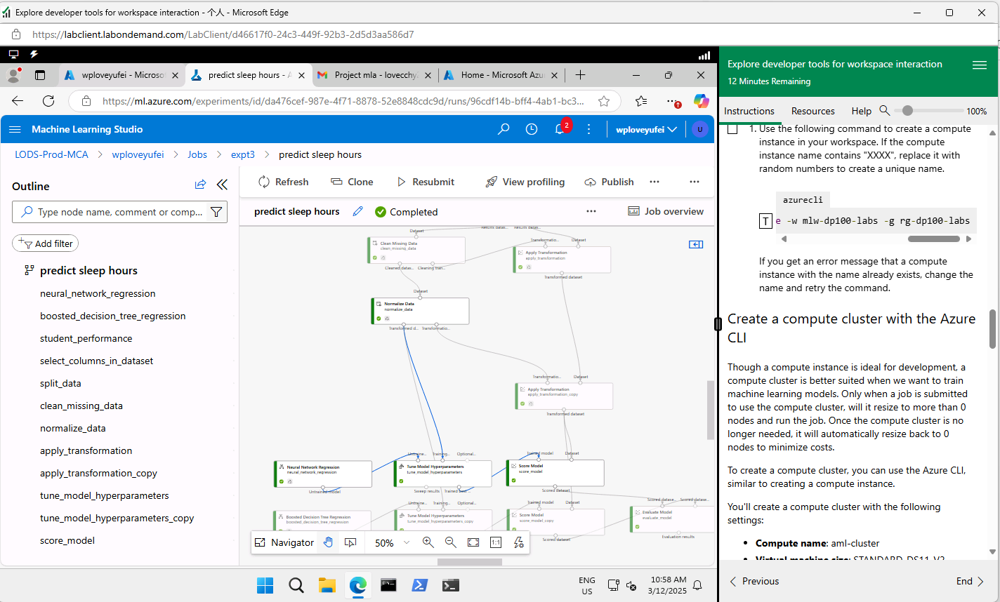 Explore developer tools for workspace interaction - 个人 - Microsoft Edge
https://labclient.labondemand.com/LabClient/d46617f0-24c3-449f-92b3-2d5d3aa586d7
wploveyufei - Microso
predict sleep hours - A
Project mla - lovecchy
Home - Microsoft Azu
https://ml.azure.com/experiments/id/da476cef-987e-4f71-8878-52e8848cdc9d/runs/96cdf14b-bff4-4ab1-bc3...
Machine Learning Studio
2
wploveyufei
U
LODS-Prod-MCA
wploveyufei
Jobs
expt3
predict sleep hours
Outline
Type node name, comment or comp...
Add filter
predict sleep hours
neural_network_regression
boosted_decision_tree_regression
student_performance
select_columns_in_dataset
split_data
clean_missing_data
normalize_data
apply_transformation
apply_transformation_copy
tune_model_hyperparameters
tune_model_hyperparameters_copy
score_model
Refresh
Clone
Resubmit
View profiling
Publish
predict sleep hours
Completed
Job overview
Dataset
Results datas...
Results datas...
Clean Missing Data
clean_missing_data
Cleaned datas...
Cleaning tran...
Transformatio...
Dataset
Apply Transformation
apply_transformation
Transformed dataset
Dataset
Normalize Data
normalize_data
Transformed d...
Transformatio...
Transformatio...
Dataset
Apply Transformation
apply_transformation_copy
Transformed dataset
Neural Network Regression
neural_network_regression
Untrained model
Untraine...
Training...
Optional...
Tune Model Hyperparameters
tune_model_hyperparameters
Sweep results
Trained best ...
Trained model
Dataset
Score Model
score_model
Scored dataset
Boosted Decision Tree Regression
boosted_decision_tree_regression
Untraine...
Training...
Optional...
Tune Model Hyperparameters
tune_model_hyperparameters_copy
Trained model
Dataset
Score Model
score_model_copy
Scored dataset
Scored datase...
Scored datase...
Evaluate Model
evaluate_model
Evaluation results
Navigator
50%
1:1
ENG
US
10:58 AM
3/12/2025
Explore developer tools for workspace interaction
12 Minutes Remaining
Instructions
Resources
Help
100%
1. Use the following command to create a compute
instance in your workspace. If the compute
instance name contains "XXXX", replace it with
random numbers to create a unique name.
azurecli
T
e -w mlw-dp100-labs -g rg-dp100-labs
If you get an error message that a compute
instance with the name already exists, change the
name and retry the command.
Create a compute cluster with the Azure
CLI
Though a compute instance is ideal for development, a
compute cluster is better suited when we want to train
machine learning models. Only when a job is submitted
to use the compute cluster, will it resize to more than 0
nodes and run the job. Once the compute cluster is no
longer needed, it will automatically resize back to 0
nodes to minimize costs.
To create a compute cluster, you can use the Azure CLI,
similar to creating a compute instance.
You'll create a compute cluster with the following
settings:
• Compute name: aml-cluster
• Virtual machine size: STANDARD_DS11_V2
Previous
End